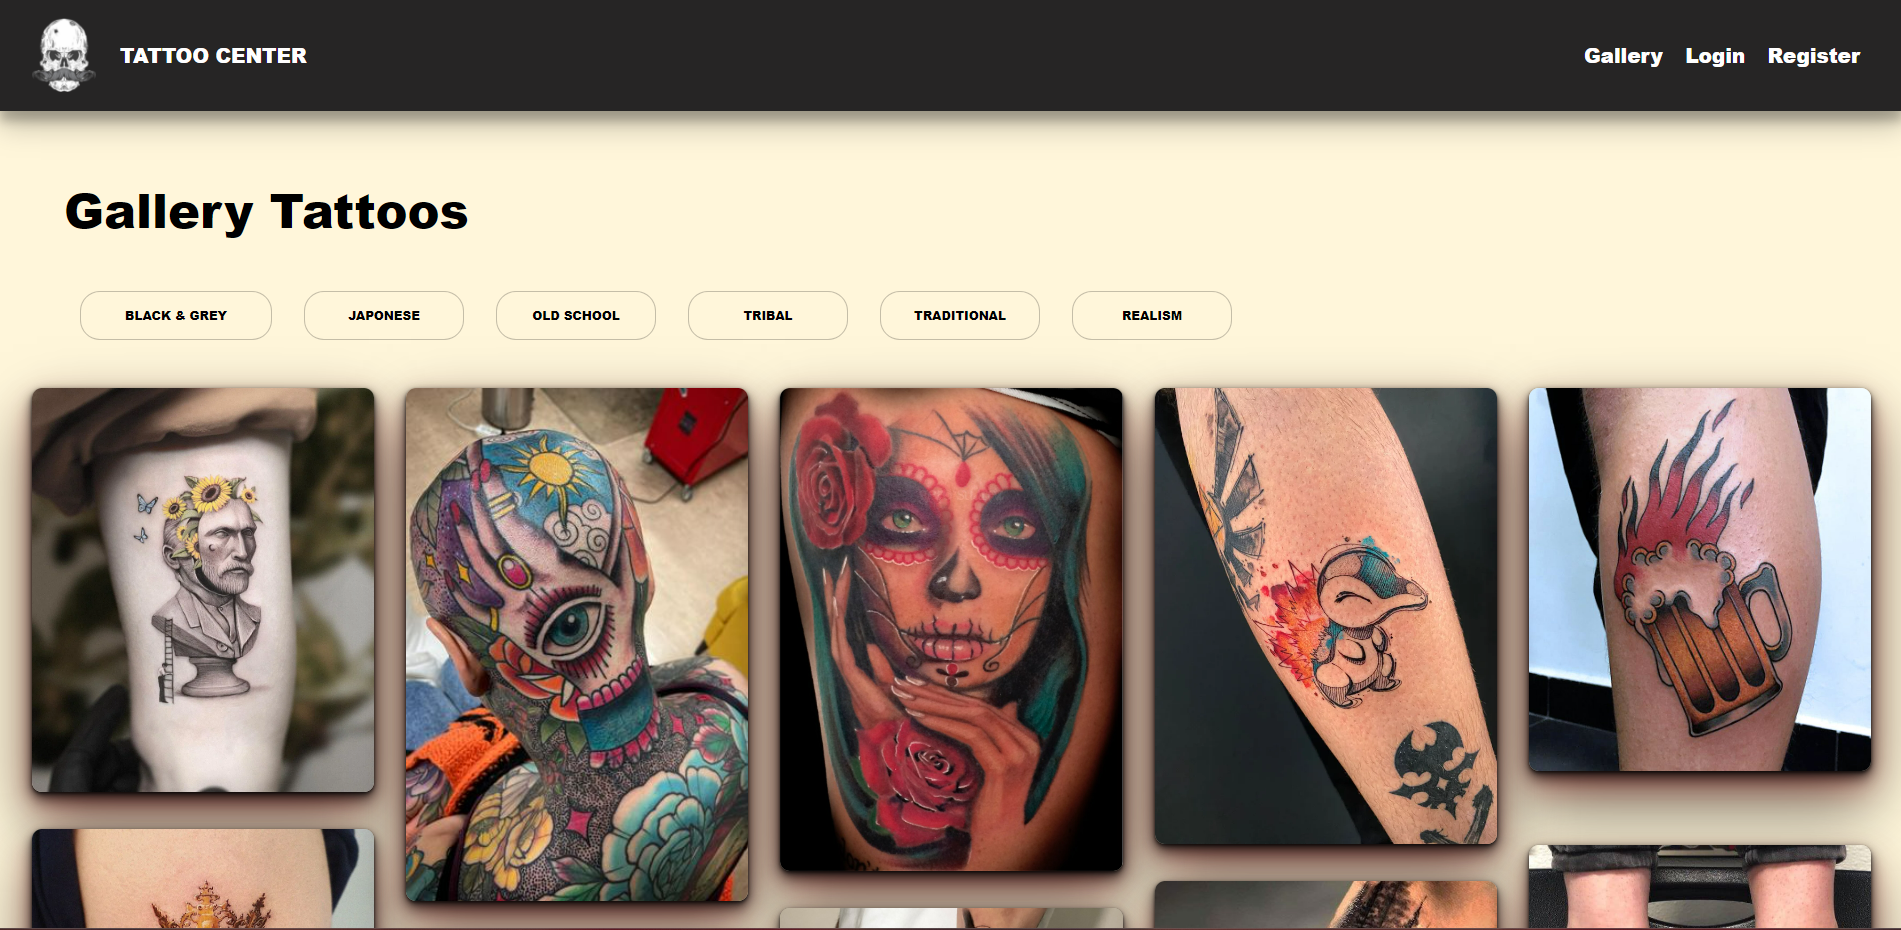 TATTOO CENTER
Gallery Login Register
Gallery Tattoos
BLACK & GREY
JAPONESE
OLD SCHOOL
TRIBAL
TRADITIONAL
REALISM